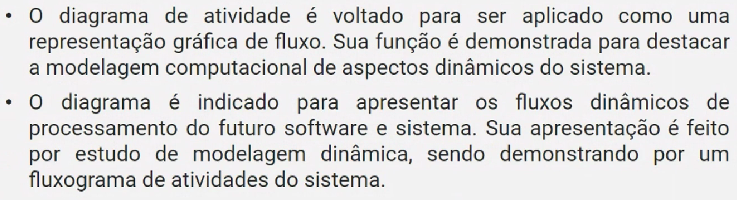 • O diagrama de atividade é voltado para ser aplicado como uma
representação gráfica de fluxo. Sua função é demonstrada para destacar
a modelagem computacional de aspectos dinâmicos do sistema.
• O diagrama é indicado para apresentar os fluxos dinâmicos de
processamento do futuro software e sistema. Sua apresentação é feito
por estudo de modelagem dinâmica, sendo demonstrando por um
fluxograma de atividades do sistema.